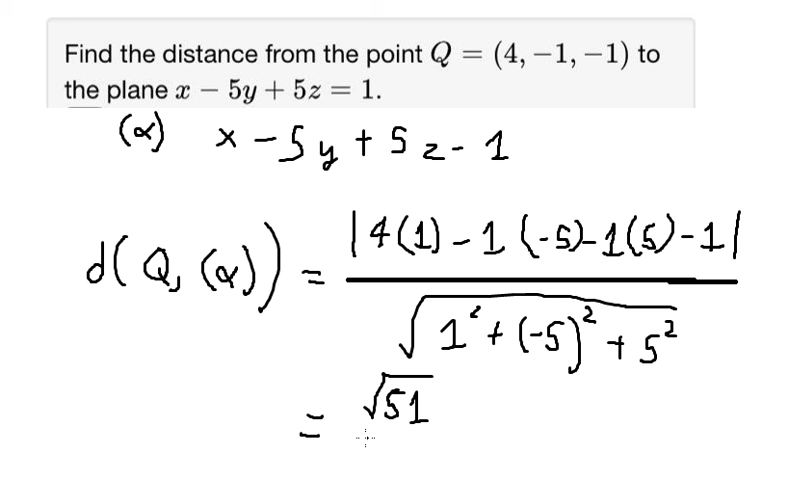 Find the distance from the point Q = (4, −1, −1) to
the plane x − 5y + 5z = 1.
(α) x - 5y + 5z - 1
d(Q, (α)) = |4(1) - 1(-5) - 1(5) - 1|
√1² + (-5)² + 5²
= √51